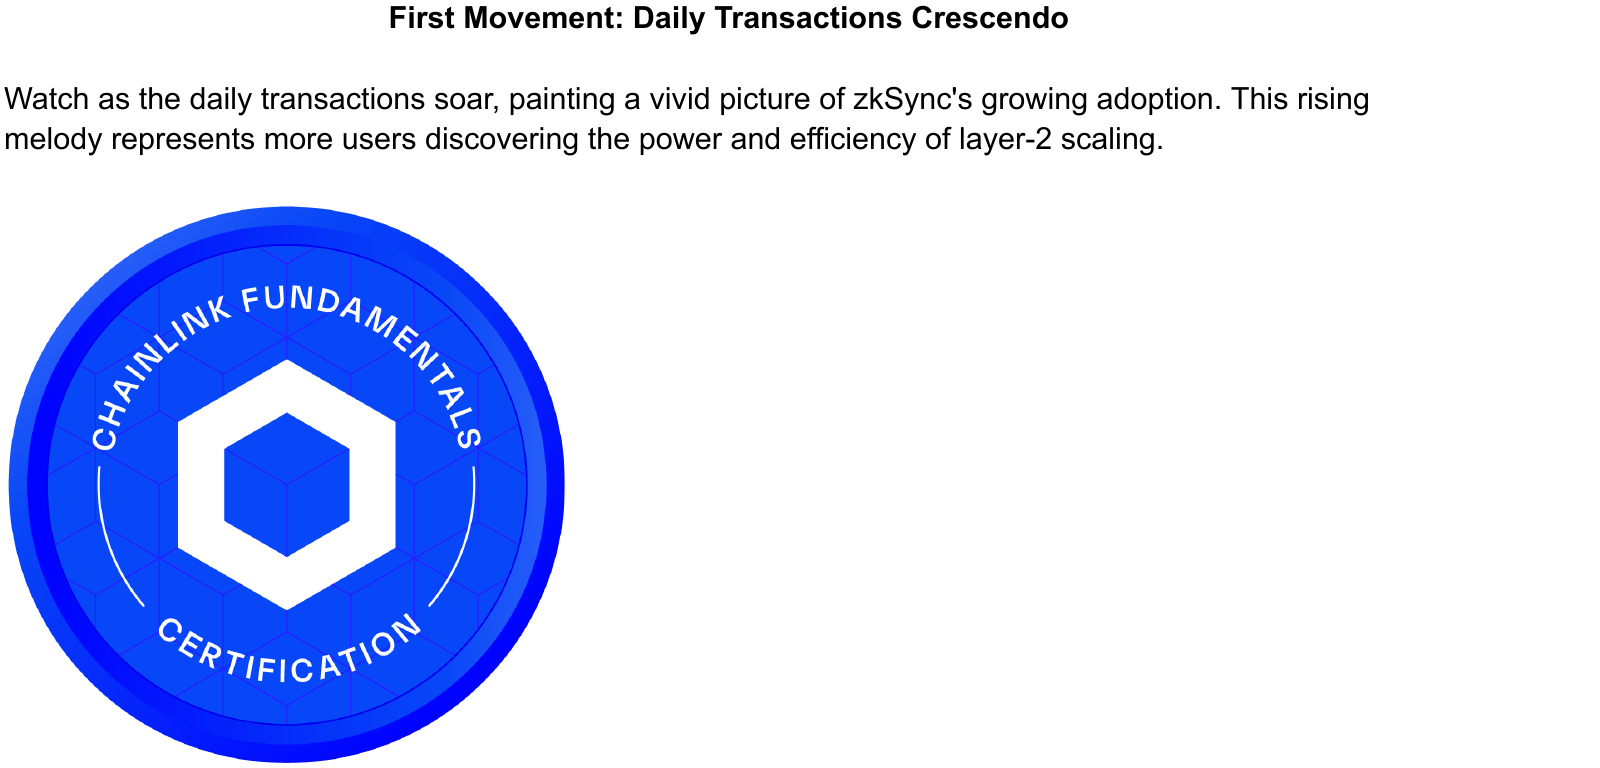 First Movement: Daily Transactions Crescendo
Watch as the daily transactions soar, painting a vivid picture of zkSync's growing adoption. This rising
melody represents more users discovering the power and efficiency of layer-2 scaling.
CHAINLINK FUNDAMENTALS
CERTIFICATION